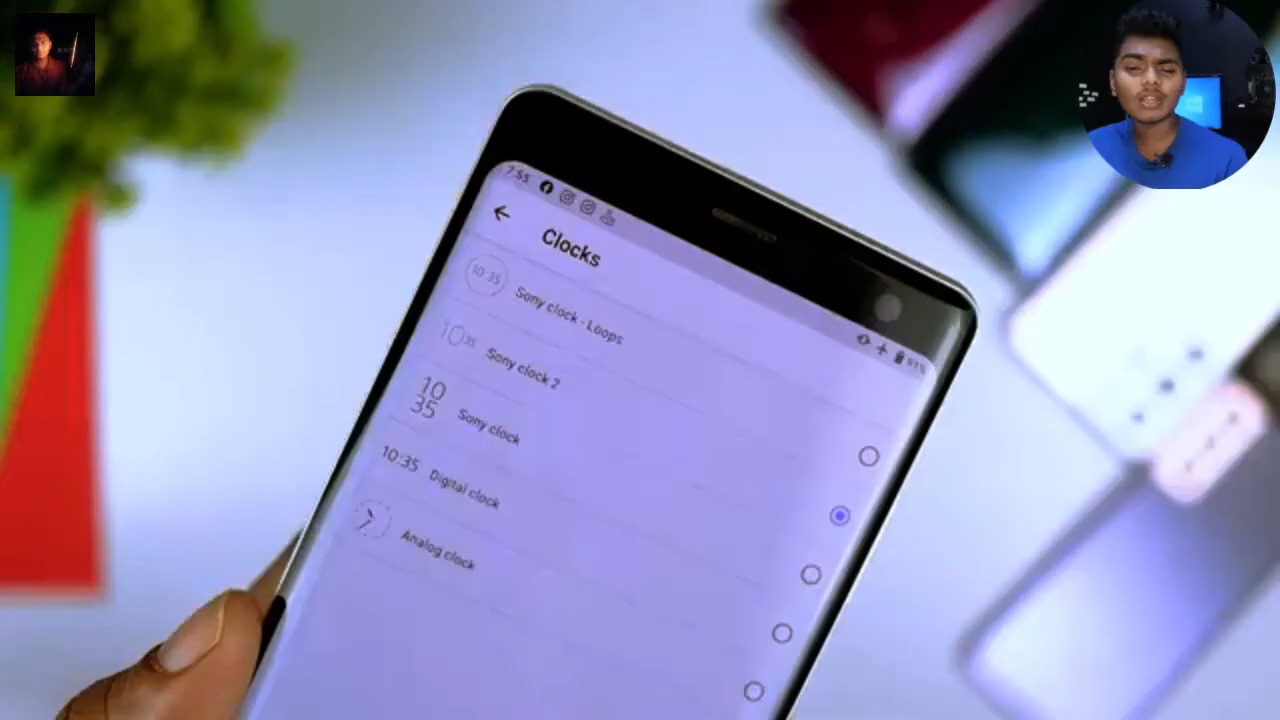 7:55
91%
Clocks
10:35 Sony clock - Loops
10 35 Sony clock 2
10
35 Sony clock
10:35 Digital clock
Analog clock